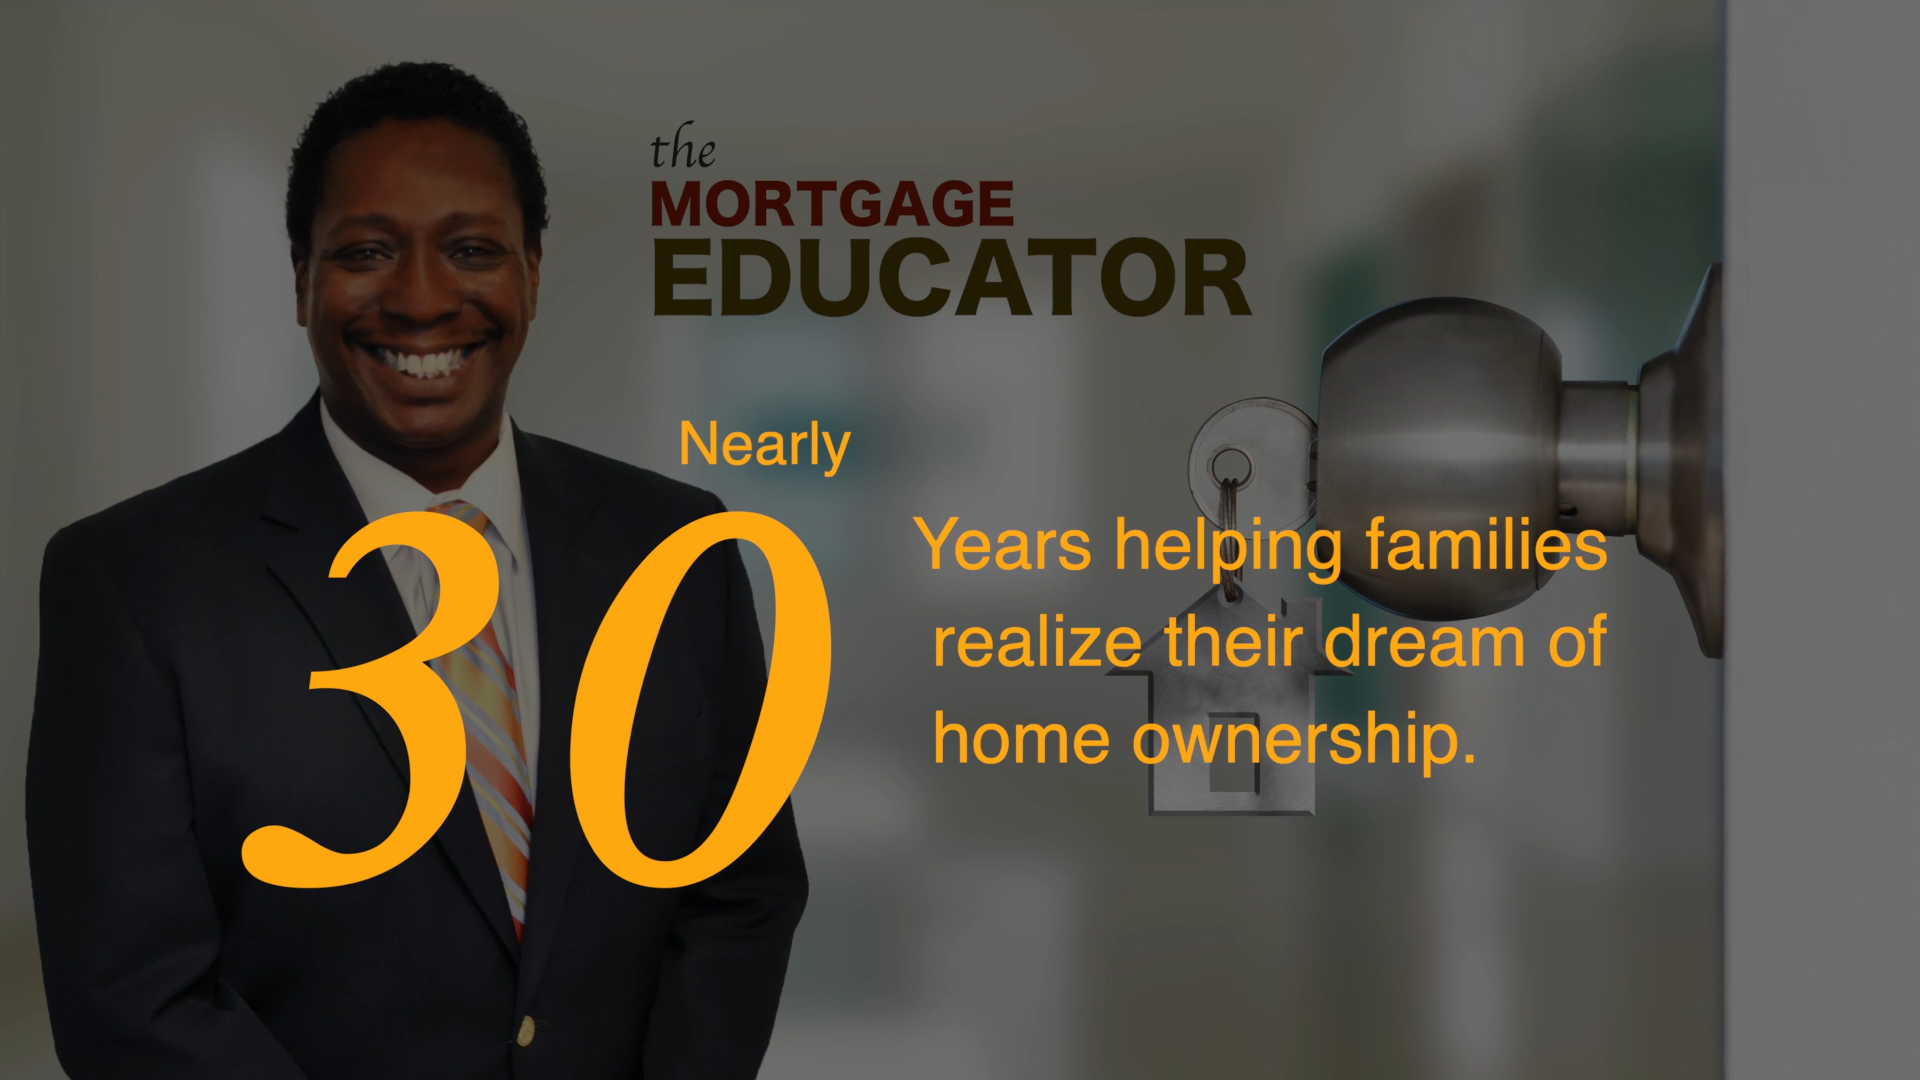 the
MORTGAGE
EDUCATOR
Nearly
30
Years helping families
realize their dream of
home ownership.